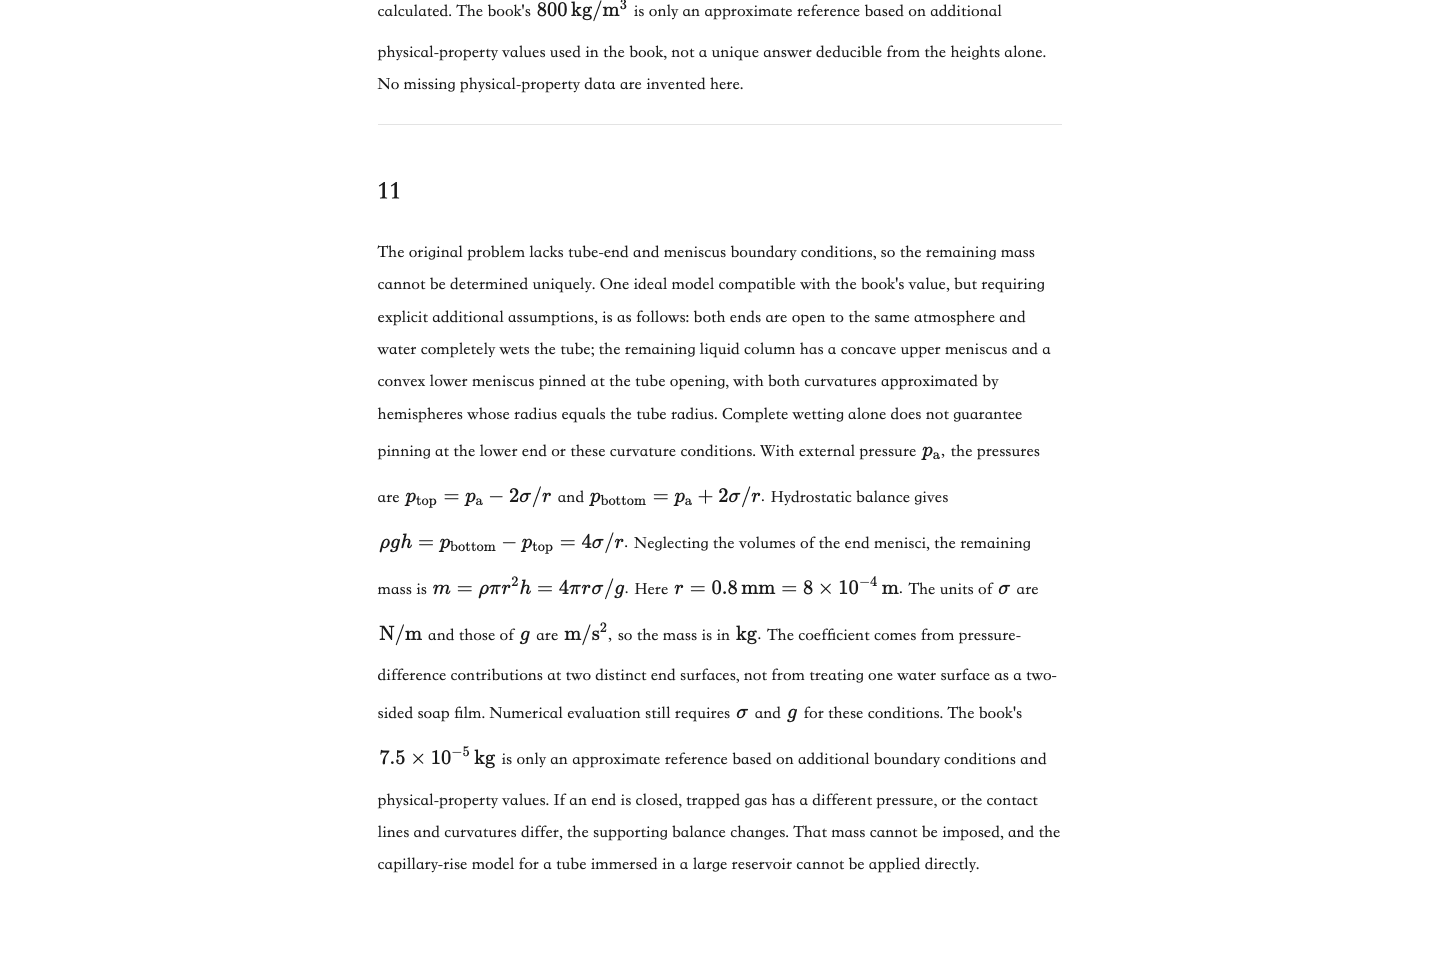 calculated. The book's 800 kg/m³ is only an approximate reference based on additional
physical-property values used in the book, not a unique answer deducible from the heights alone.
No missing physical-property data are invented here.
11
The original problem lacks tube-end and meniscus boundary conditions, so the remaining mass
cannot be determined uniquely. One ideal model compatible with the book's value, but requiring
explicit additional assumptions, is as follows: both ends are open to the same atmosphere and
water completely wets the tube; the remaining liquid column has a concave upper meniscus and a
convex lower meniscus pinned at the tube opening, with both curvatures approximated by
hemispheres whose radius equals the tube radius. Complete wetting alone does not guarantee
pinning at the lower end or these curvature conditions. With external pressure pₐ, the pressures
are p_top = pₐ − 2σ/r and p_bottom = pₐ + 2σ/r. Hydrostatic balance gives
ρgh = p_bottom − p_top = 4σ/r. Neglecting the volumes of the end menisci, the remaining
mass is m = ρπr²h = 4πrσ/g. Here r = 0.8 mm = 8 × 10⁻⁴ m. The units of σ are
N/m and those of g are m/s², so the mass is in kg. The coefficient comes from pressure-
difference contributions at two distinct end surfaces, not from treating one water surface as a two-
sided soap film. Numerical evaluation still requires σ and g for these conditions. The book's
7.5 × 10⁻⁵ kg is only an approximate reference based on additional boundary conditions and
physical-property values. If an end is closed, trapped gas has a different pressure, or the contact
lines and curvatures differ, the supporting balance changes. That mass cannot be imposed, and the
capillary-rise model for a tube immersed in a large reservoir cannot be applied directly.